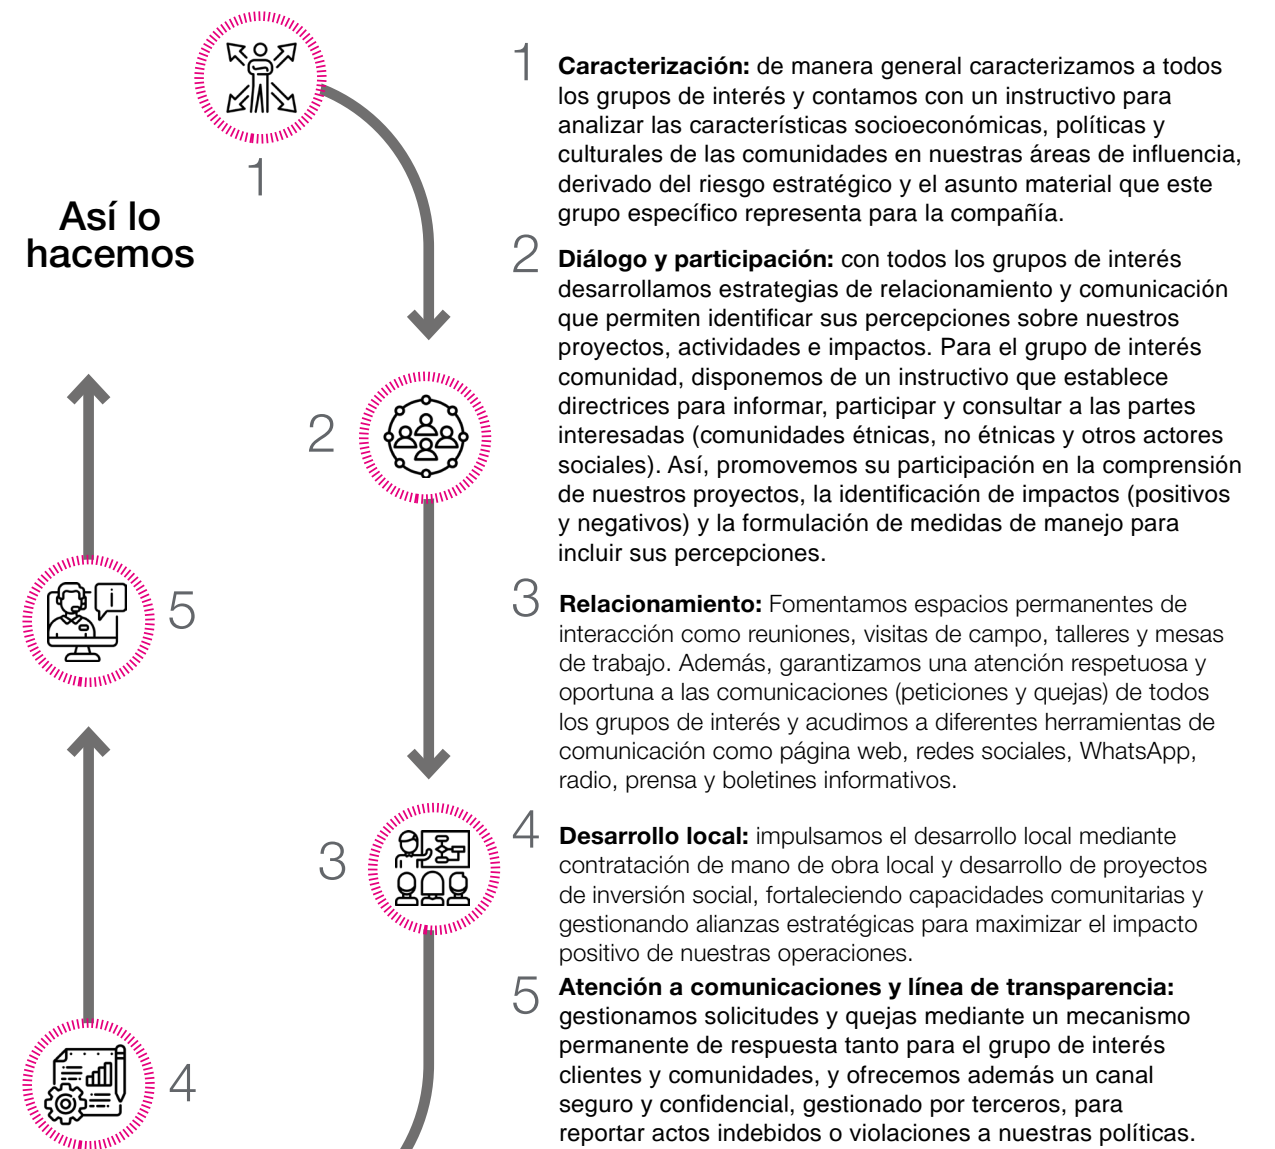 Así lo
hacemos
1
2
3
4
5
1
Caracterización: de manera general caracterizamos a todos
los grupos de interés y contamos con un instructivo para
analizar las características socioeconómicas, políticas y
culturales de las comunidades en nuestras áreas de influencia,
derivado del riesgo estratégico y el asunto material que este
grupo específico representa para la compañía.
2
Diálogo y participación: con todos los grupos de interés
desarrollamos estrategias de relacionamiento y comunicación
que permiten identificar sus percepciones sobre nuestros
proyectos, actividades e impactos. Para el grupo de interés
comunidad, disponemos de un instructivo que establece
directrices para informar, participar y consultar a las partes
interesadas (comunidades étnicas, no étnicas y otros actores
sociales). Así, promovemos su participación en la comprensión
de nuestros proyectos, la identificación de impactos (positivos
y negativos) y la formulación de medidas de manejo para
incluir sus percepciones.
3
Relacionamiento: Fomentamos espacios permanentes de
interacción como reuniones, visitas de campo, talleres y mesas
de trabajo. Además, garantizamos una atención respetuosa y
oportuna a las comunicaciones (peticiones y quejas) de todos
los grupos de interés y acudimos a diferentes herramientas de
comunicación como página web, redes sociales, WhatsApp,
radio, prensa y boletines informativos.
4
Desarrollo local: impulsamos el desarrollo local mediante
contratación de mano de obra local y desarrollo de proyectos
de inversión social, fortaleciendo capacidades comunitarias y
gestionando alianzas estratégicas para maximizar el impacto
positivo de nuestras operaciones.
5
Atención a comunicaciones y línea de transparencia:
gestionamos solicitudes y quejas mediante un mecanismo
permanente de respuesta tanto para el grupo de interés
clientes y comunidades, y ofrecemos además un canal
seguro y confidencial, gestionado por terceros, para
reportar actos indebidos o violaciones a nuestras políticas.